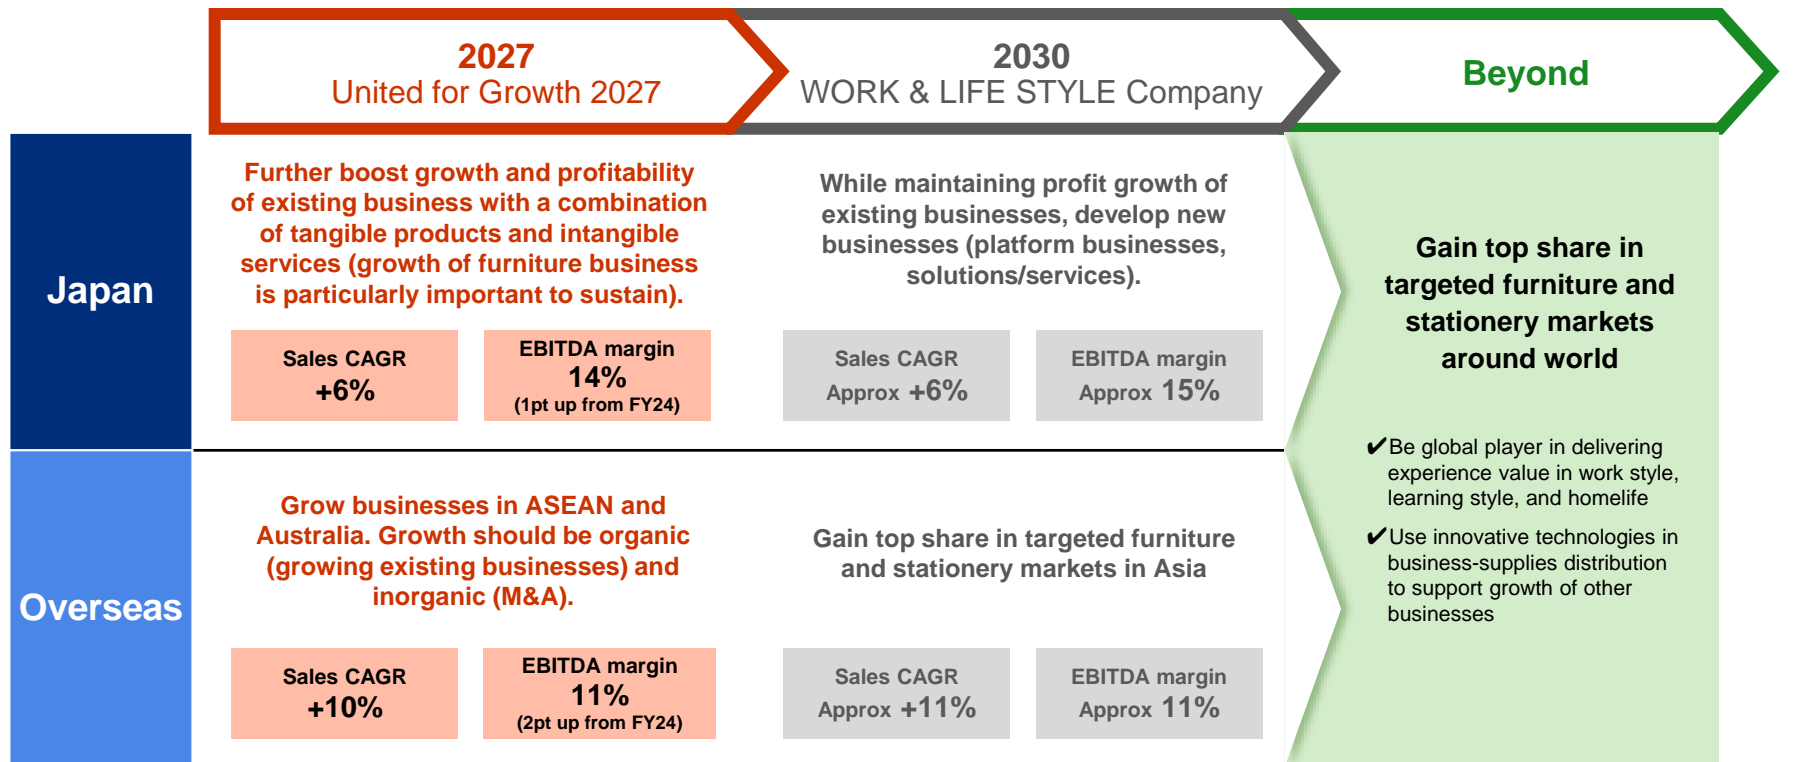 2027
United for Growth 2027
2030
WORK & LIFE STYLE Company
Beyond
Japan
Further boost growth and profitability
of existing business with a combination
of tangible products and intangible
services (growth of furniture business
is particularly important to sustain).
Sales CAGR
+6%
EBITDA margin
14%
(1pt up from FY24)
While maintaining profit growth of
existing businesses, develop new
businesses (platform businesses,
solutions/services).
Sales CAGR
Approx +6%
EBITDA margin
Approx 15%
Overseas
Grow businesses in ASEAN and
Australia. Growth should be organic
(growing existing businesses) and
inorganic (M&A).
Sales CAGR
+10%
EBITDA margin
11%
(2pt up from FY24)
Gain top share in targeted furniture
and stationery markets in Asia
Sales CAGR
Approx +11%
EBITDA margin
Approx 11%
Gain top share in
targeted furniture and
stationery markets
around world
✔Be global player in delivering
experience value in work style,
learning style, and homelife
✔Use innovative technologies in
business-supplies distribution
to support growth of other
businesses